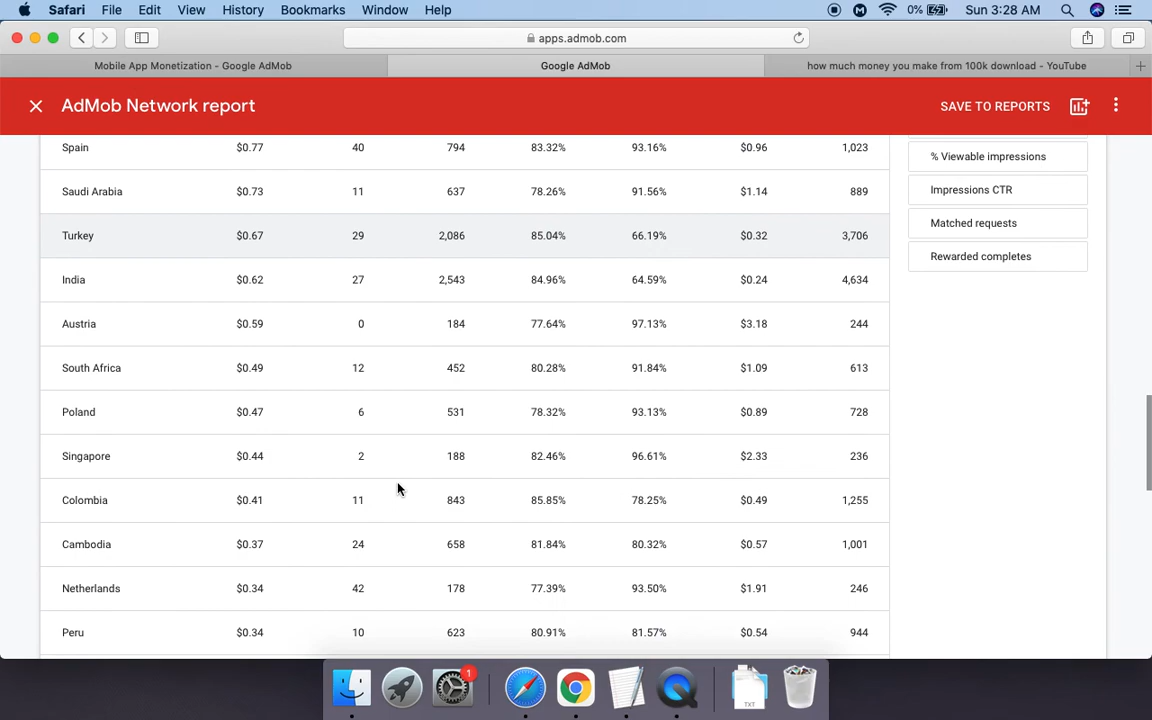 Safari File Edit View History Bookmarks Window Help 0% Sun 3:28 AM
apps.admob.com
Mobile App Monetization - Google AdMob Google AdMob how much money you make from 100k download - YouTube
AdMob Network report SAVE TO REPORTS
Spain $0.77 40 794 83.32% 93.16% $0.96 1,023
% Viewable impressions
Saudi Arabia $0.73 11 637 78.26% 91.56% $1.14 889
Impressions CTR
Matched requests
Turkey $0.67 29 2,086 85.04% 66.19% $0.32 3,706
Rewarded completes
India $0.62 27 2,543 84.96% 64.59% $0.24 4,634
Austria $0.59 0 184 77.64% 97.13% $3.18 244
South Africa $0.49 12 452 80.28% 91.84% $1.09 613
Poland $0.47 6 531 78.32% 93.13% $0.89 728
Singapore $0.44 2 188 82.46% 96.61% $2.33 236
Colombia $0.41 11 843 85.85% 78.25% $0.49 1,255
Cambodia $0.37 24 658 81.84% 80.32% $0.57 1,001
Netherlands $0.34 42 178 77.39% 93.50% $1.91 246
Peru $0.34 10 623 80.91% 81.57% $0.54 944
1
TXT